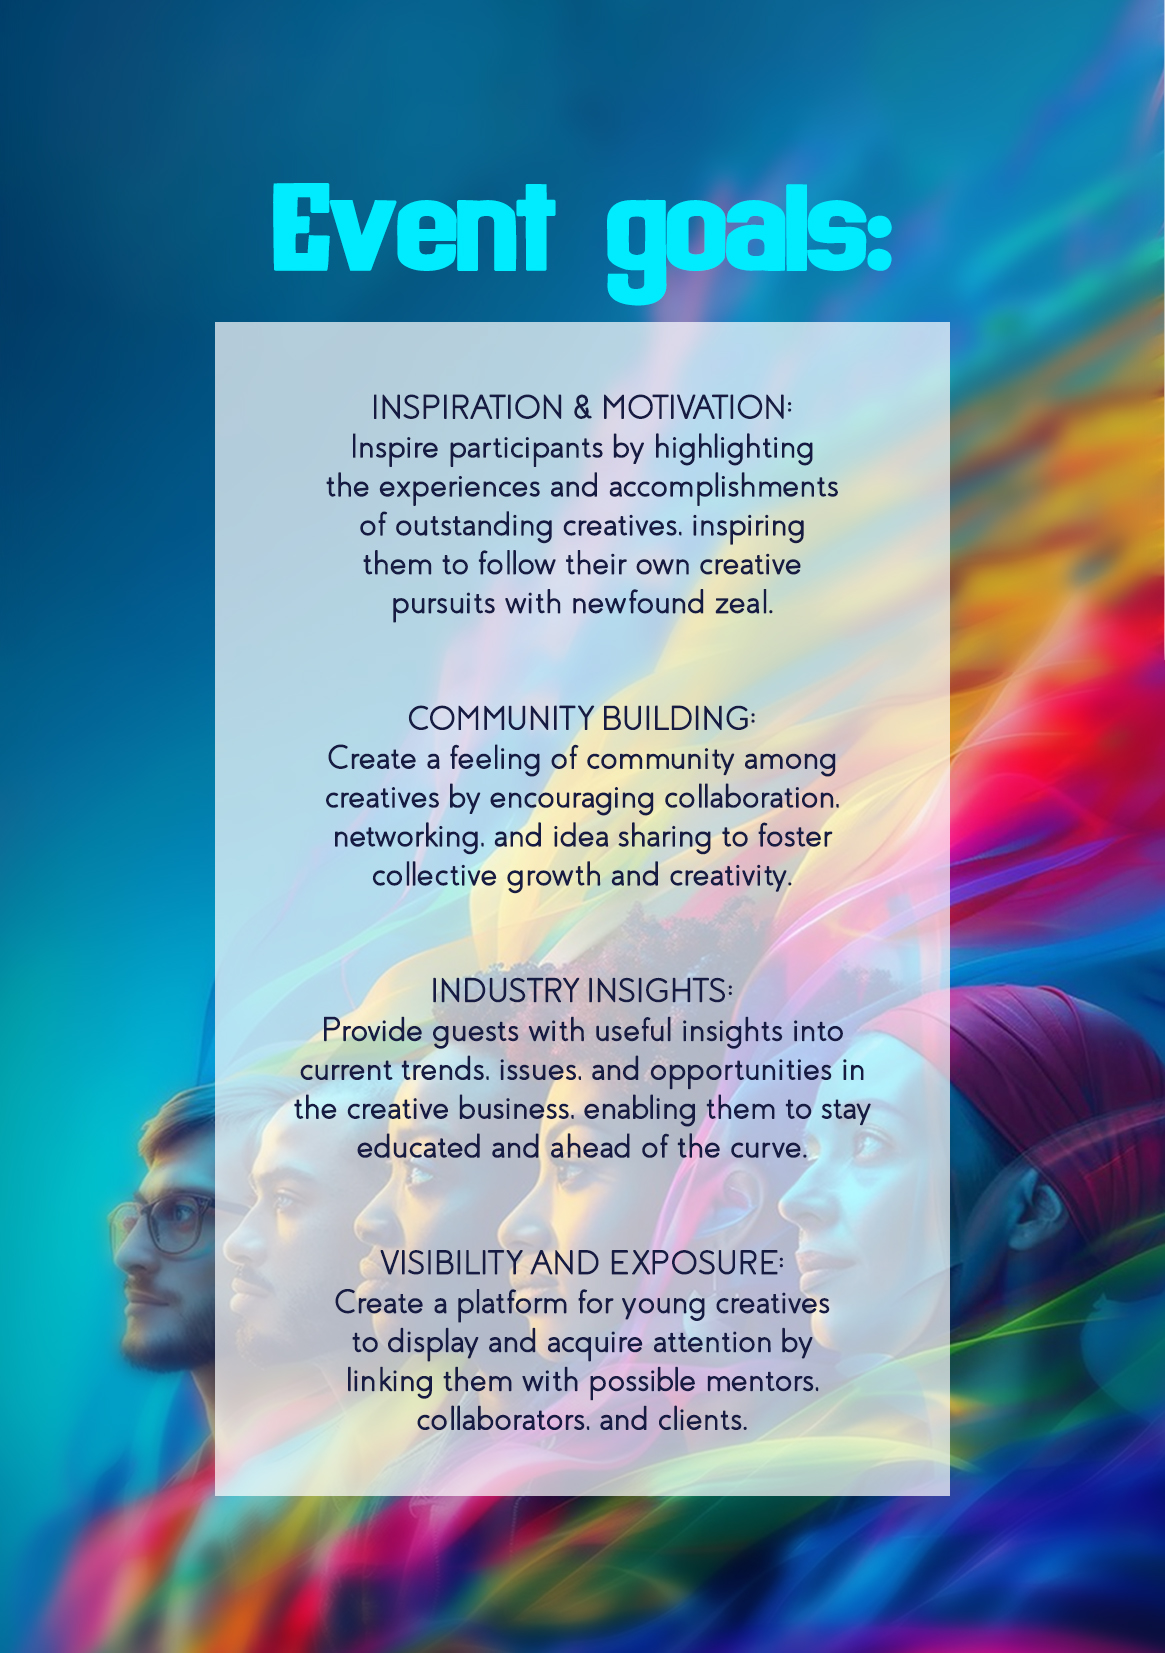 Event goals:
INSPIRATION & MOTIVATION:
Inspire participants by highlighting
the experiences and accomplishments
of outstanding creatives, inspiring
them to follow their own creative
pursuits with newfound zeal.
COMMUNITY BUILDING:
Create a feeling of community among
creatives by encouraging collaboration,
networking, and idea sharing to foster
collective growth and creativity.
INDUSTRY INSIGHTS:
Provide guests with useful insights into
current trends, issues, and opportunities in
the creative business, enabling them to stay
educated and ahead of the curve.
VISIBILITY AND EXPOSURE:
Create a platform for young creatives
to display and acquire attention by
linking them with possible mentors,
collaborators, and clients.